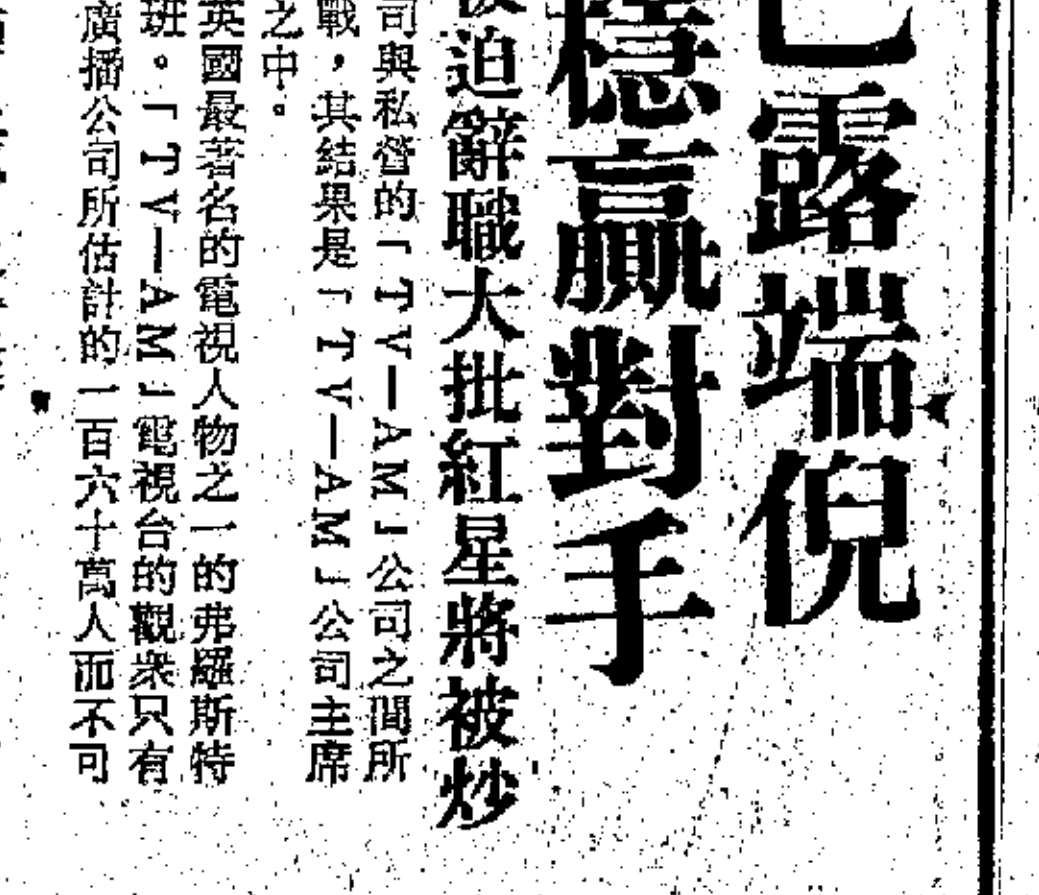 露端倪
穩贏對手
迫辭職大批紅星將被炒
司與私營的「TV—AM」公司之間所
戰，其結果是「TV—AM」公司主席
之中。
英國最著名的電視人物之一的弗羅斯特
班。「TV—AM」電視台的觀眾只有
廣播公司所估計的一百六十萬人而不可